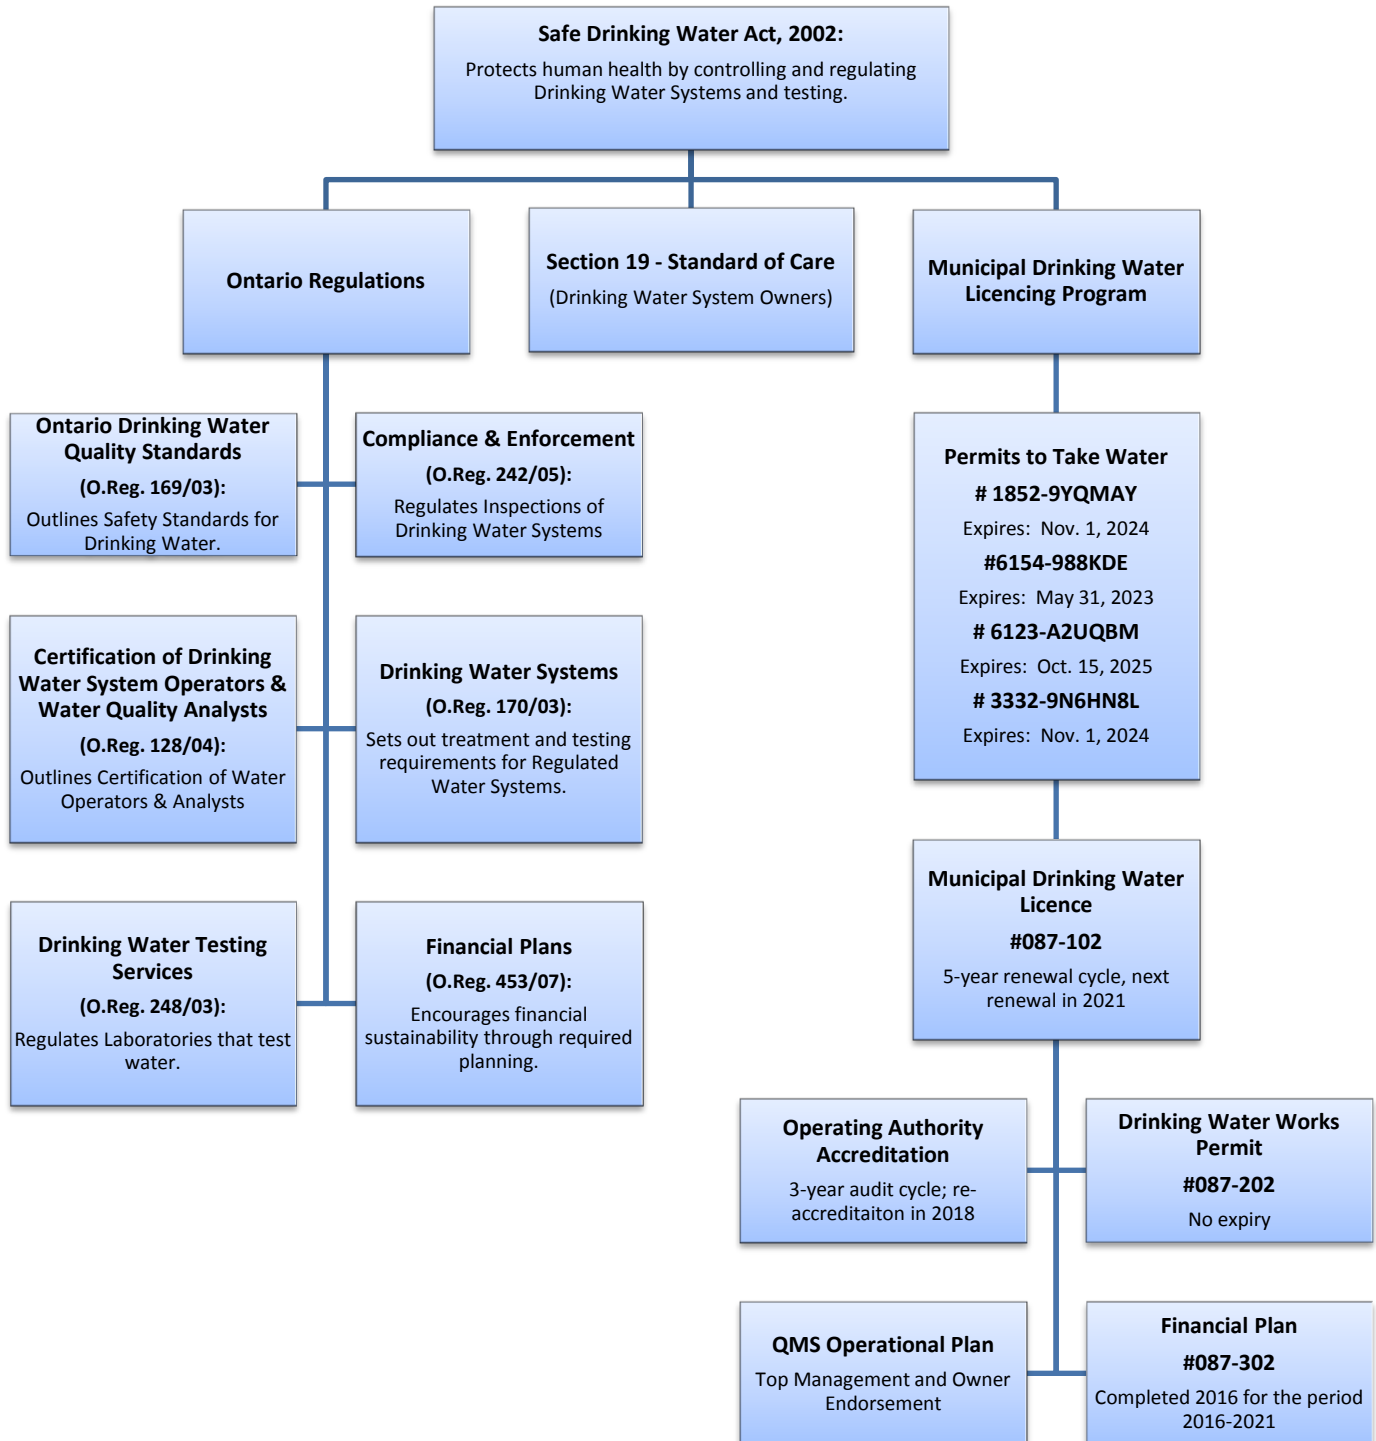 Safe Drinking Water Act, 2002:
Protects human health by controlling and regulating
Drinking Water Systems and testing.
Ontario Regulations
Section 19 - Standard of Care
(Drinking Water System Owners)
Municipal Drinking Water
Licencing Program
Ontario Drinking Water
Quality Standards
(O.Reg. 169/03):
Outlines Safety Standards for
Drinking Water.
Compliance & Enforcement
(O.Reg. 242/05):
Regulates Inspections of
Drinking Water Systems
Certification of Drinking
Water System Operators &
Water Quality Analysts
(O.Reg. 128/04):
Outlines Certification of Water
Operators & Analysts
Drinking Water Systems
(O.Reg. 170/03):
Sets out treatment and testing
requirements for Regulated
Water Systems.
Drinking Water Testing
Services
(O.Reg. 248/03):
Regulates Laboratories that test
water.
Financial Plans
(O.Reg. 453/07):
Encourages financial
sustainability through required
planning.
Permits to Take Water
# 1852-9YQMAY
Expires: Nov. 1, 2024
#6154-988KDE
Expires: May 31, 2023
# 6123-A2UQBM
Expires: Oct. 15, 2025
# 3332-9N6HN8L
Expires: Nov. 1, 2024
Municipal Drinking Water
Licence
#087-102
5-year renewal cycle, next
renewal in 2021
Operating Authority
Accreditation
3-year audit cycle; re-
accreditaiton in 2018
Drinking Water Works
Permit
#087-202
No expiry
QMS Operational Plan
Top Management and Owner
Endorsement
Financial Plan
#087-302
Completed 2016 for the period
2016-2021